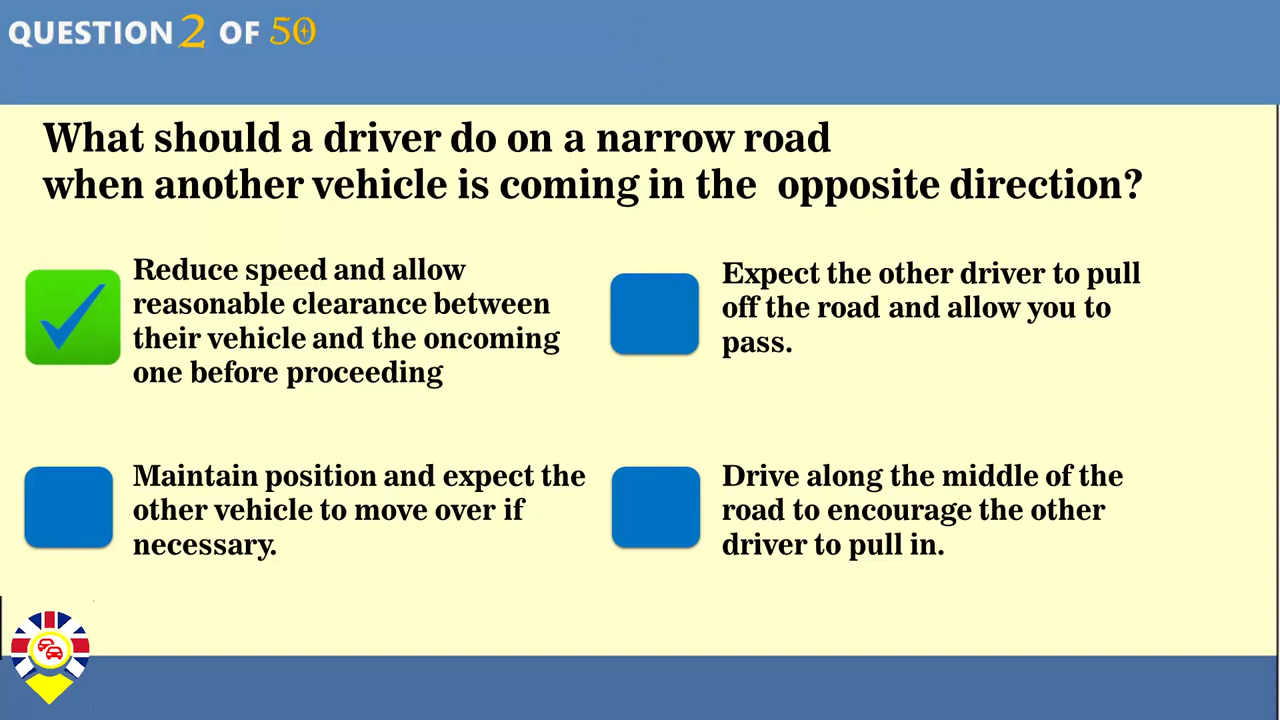 QUESTION 2 OF 50
What should a driver do on a narrow road
when another vehicle is coming in the opposite direction?
Reduce speed and allow
reasonable clearance between
their vehicle and the oncoming
one before proceeding
Expect the other driver to pull
off the road and allow you to
pass.
Maintain position and expect the
other vehicle to move over if
necessary.
Drive along the middle of the
road to encourage the other
driver to pull in.